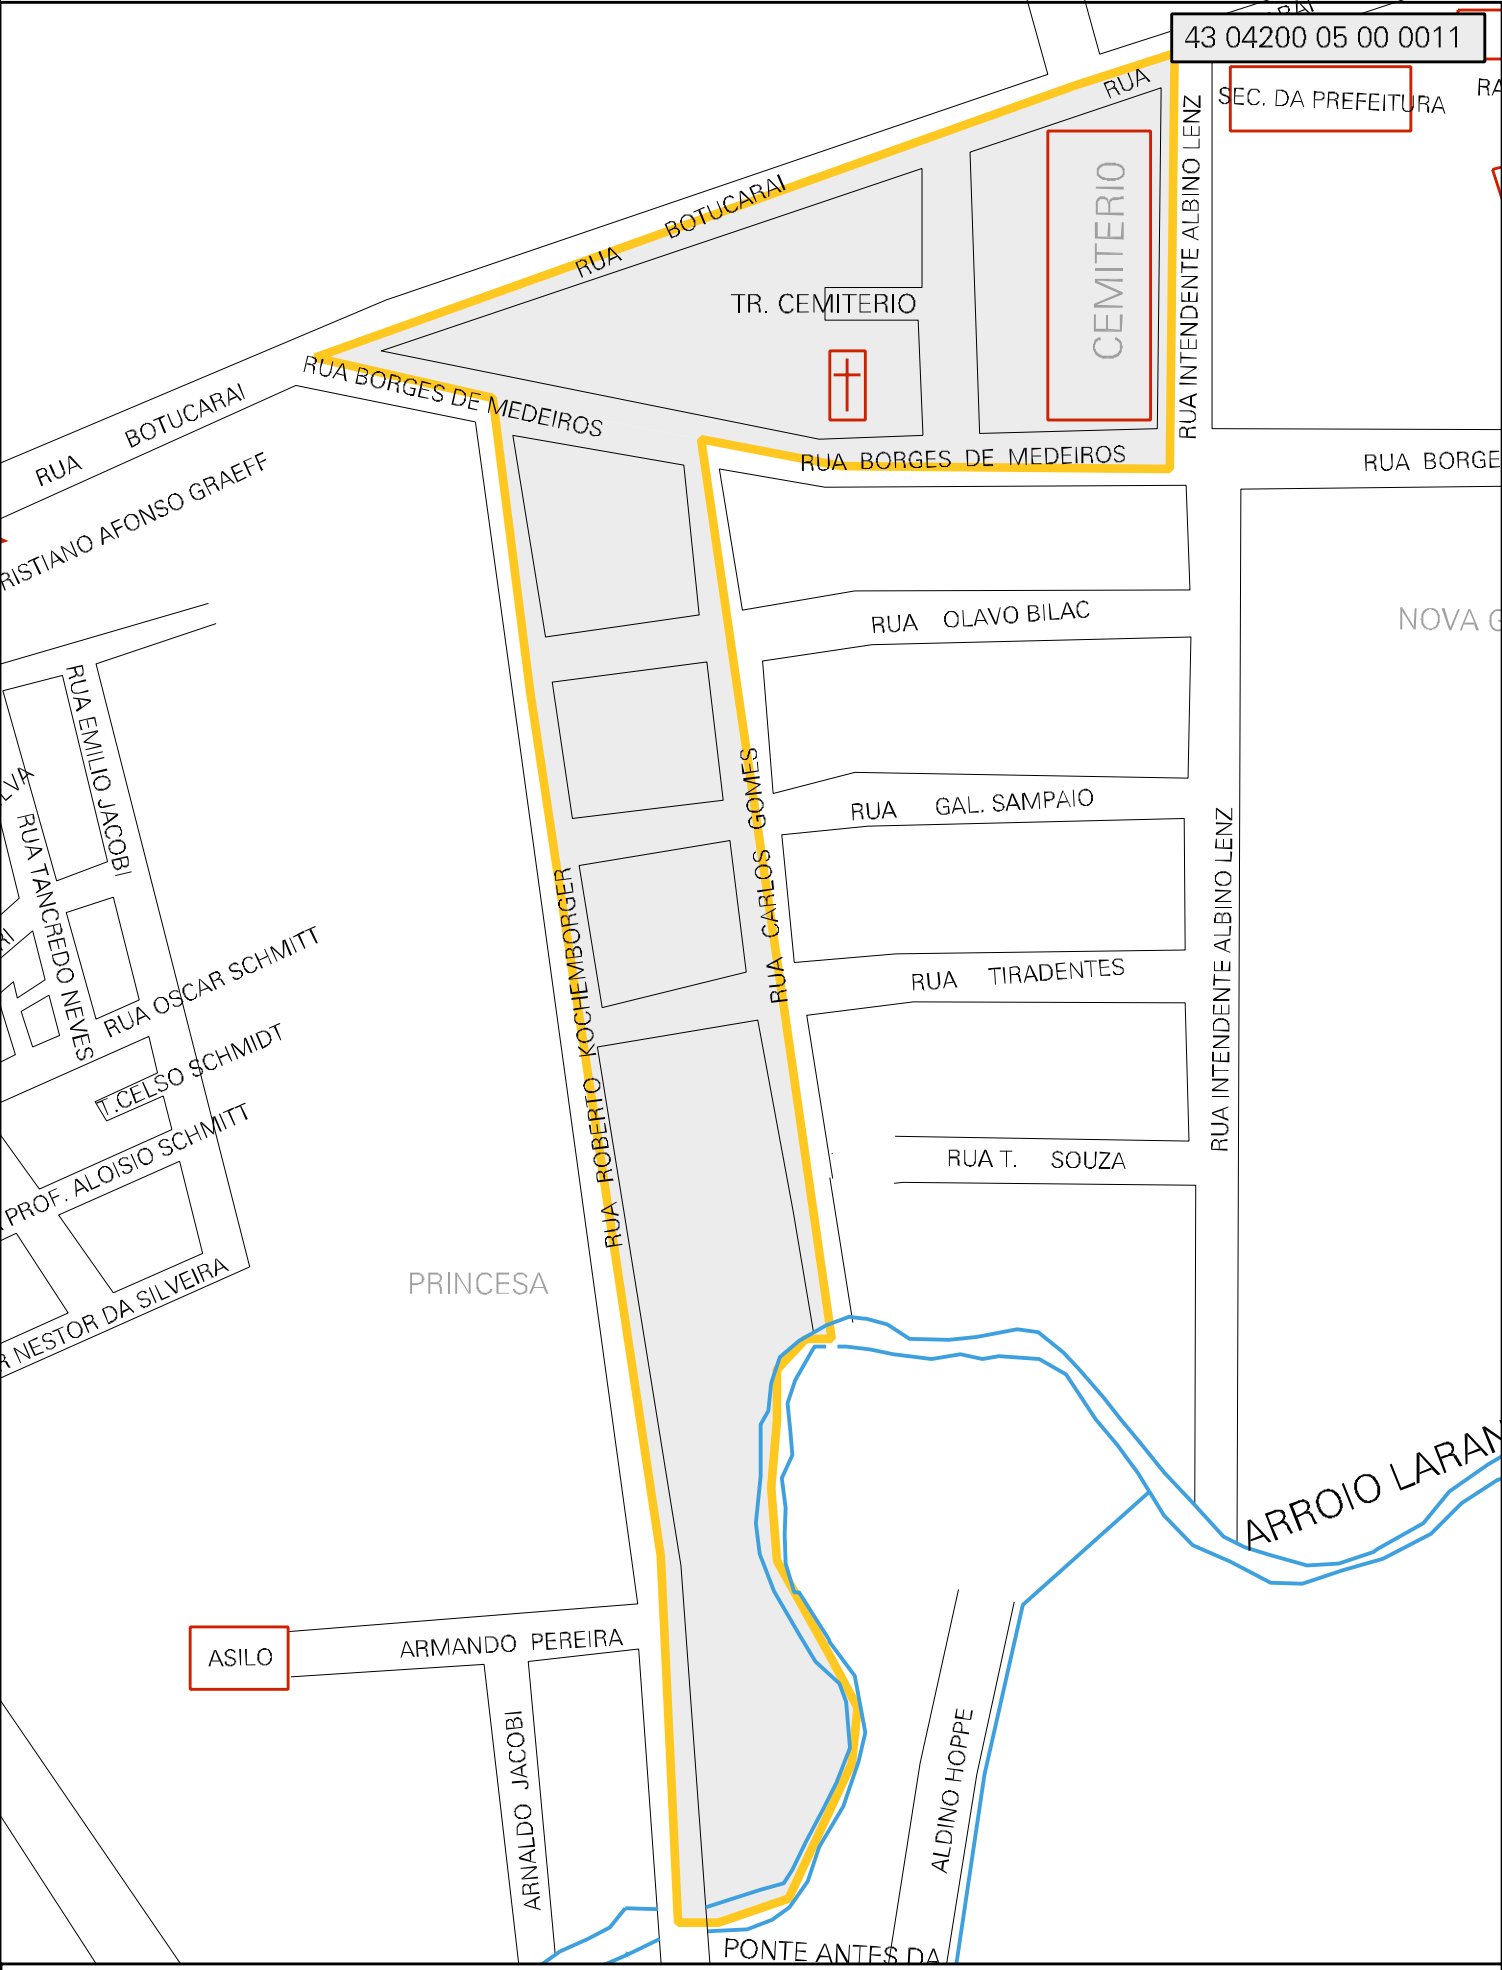 43 04200 05 00 0011
RUA
SEC. DA PREFEITURA
RUA INTENDENTE ALBINO LENZ
CEMITERIO
RUA BOTUCARAI
TR. CEMITERIO
RUA BORGES DE MEDEIROS
RUA BOTUCARAI
RUA BORGES DE MEDEIROS
RUA BORGE
RISTIANO AFONSO GRAEFF
RUA OLAVO BILAC
NOVA G
RUA EMILIO JACOBI
LVA
RUA GAL. SAMPAIO
RUA CARLOS GOMES
RUA TANCREDO NEVES
RUA ROBERTO KOCHEMBORGER
RUA INTENDENTE ALBINO LENZ
RUA OSCAR SCHMITT
RUA TIRADENTES
T.CELSO SCHMIDT
PROF. ALOISIO SCHMITT
RUA T. SOUZA
PRINCESA
R NESTOR DA SILVEIRA
ARROIO LARAN
ASILO
ARMANDO PEREIRA
ARNALDO JACOBI
ALDINO HOPPE
PONTE ANTES DA